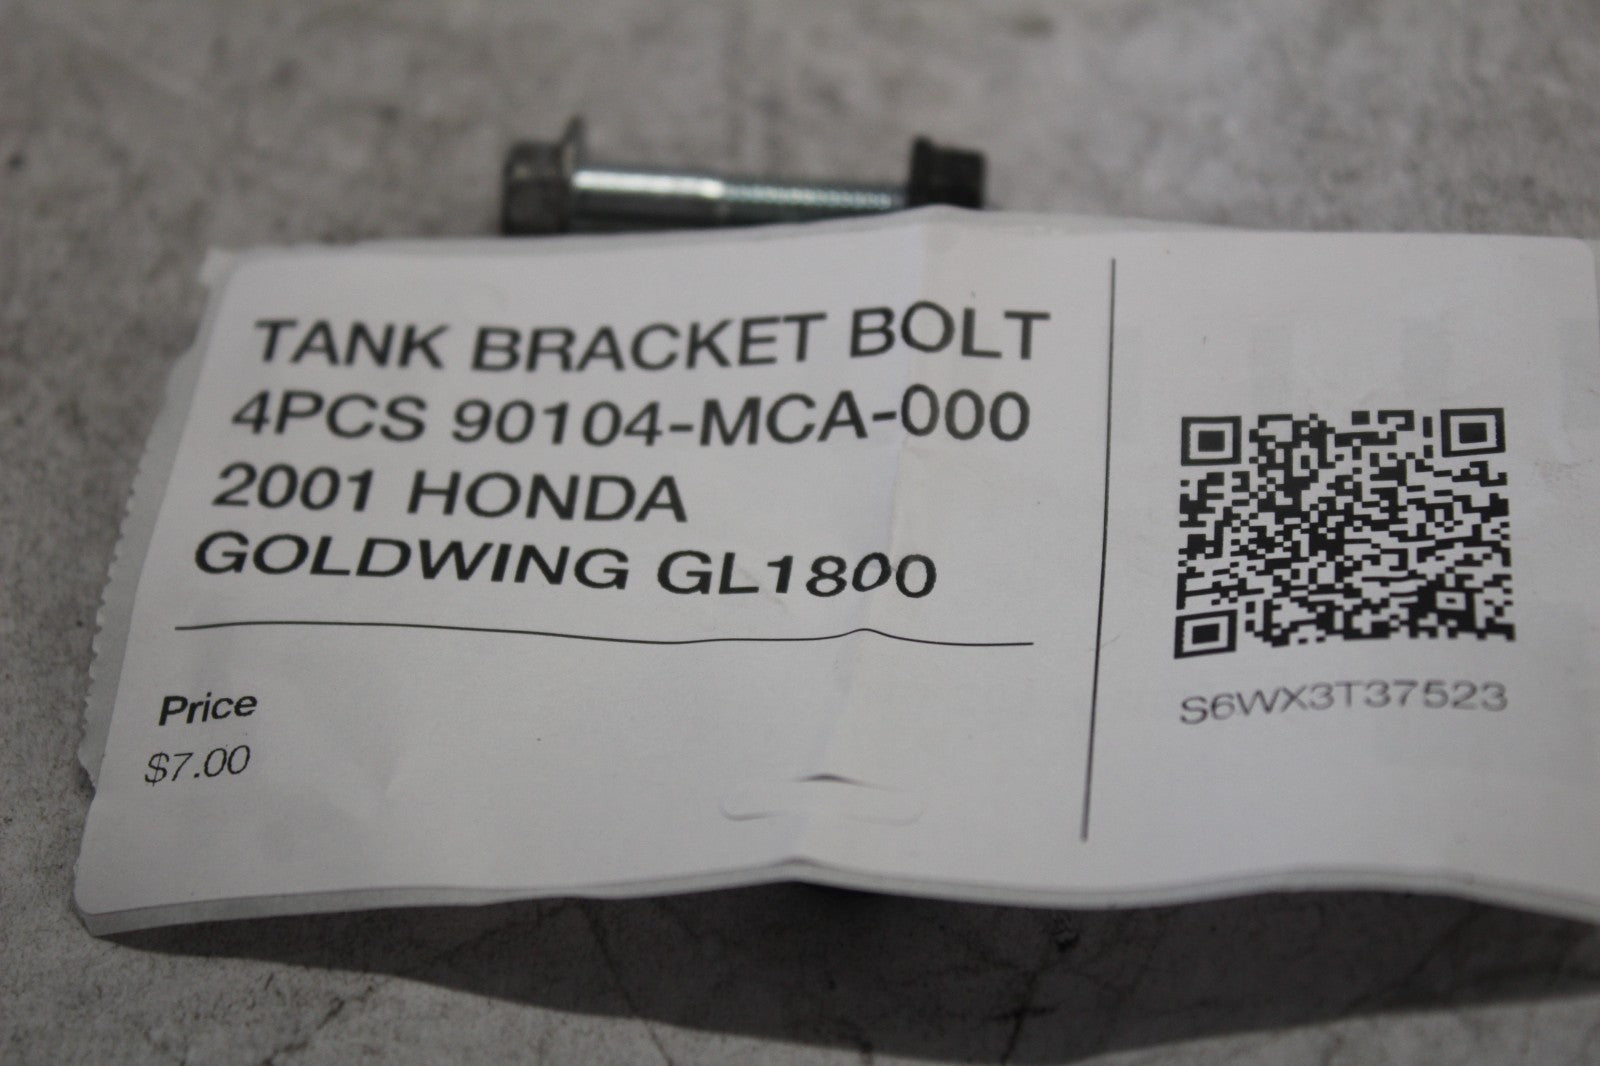 TANK BRACKET BOLT
4PCS 90104-MCA-000
2001 HONDA
GOLDWING GL1800
Price
$7.00
S6WX3T37523